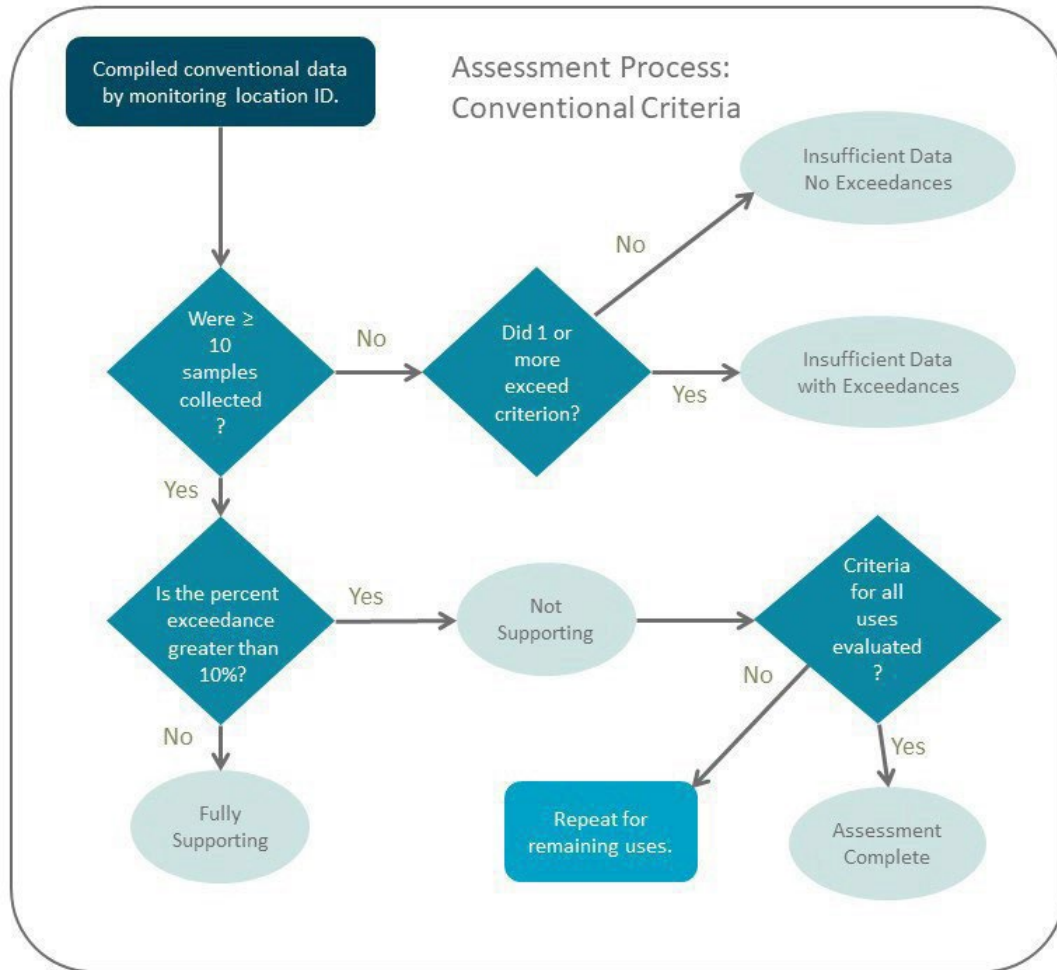 Compiled conventional data
by monitoring location ID.
Assessment Process:
Conventional Criteria
Insufficient Data
No Exceedances
No
Were ≥
10
samples
collected
?
No
Did 1 or
more
exceed
criterion?
Yes
Insufficient Data
with Exceedances
Yes
Is the percent
exceedance
greater than
10%?
Yes
Not
Supporting
Criteria
for all
uses
evaluated
?
No
No
Yes
Fully
Supporting
Repeat for
remaining uses.
Assessment
Complete